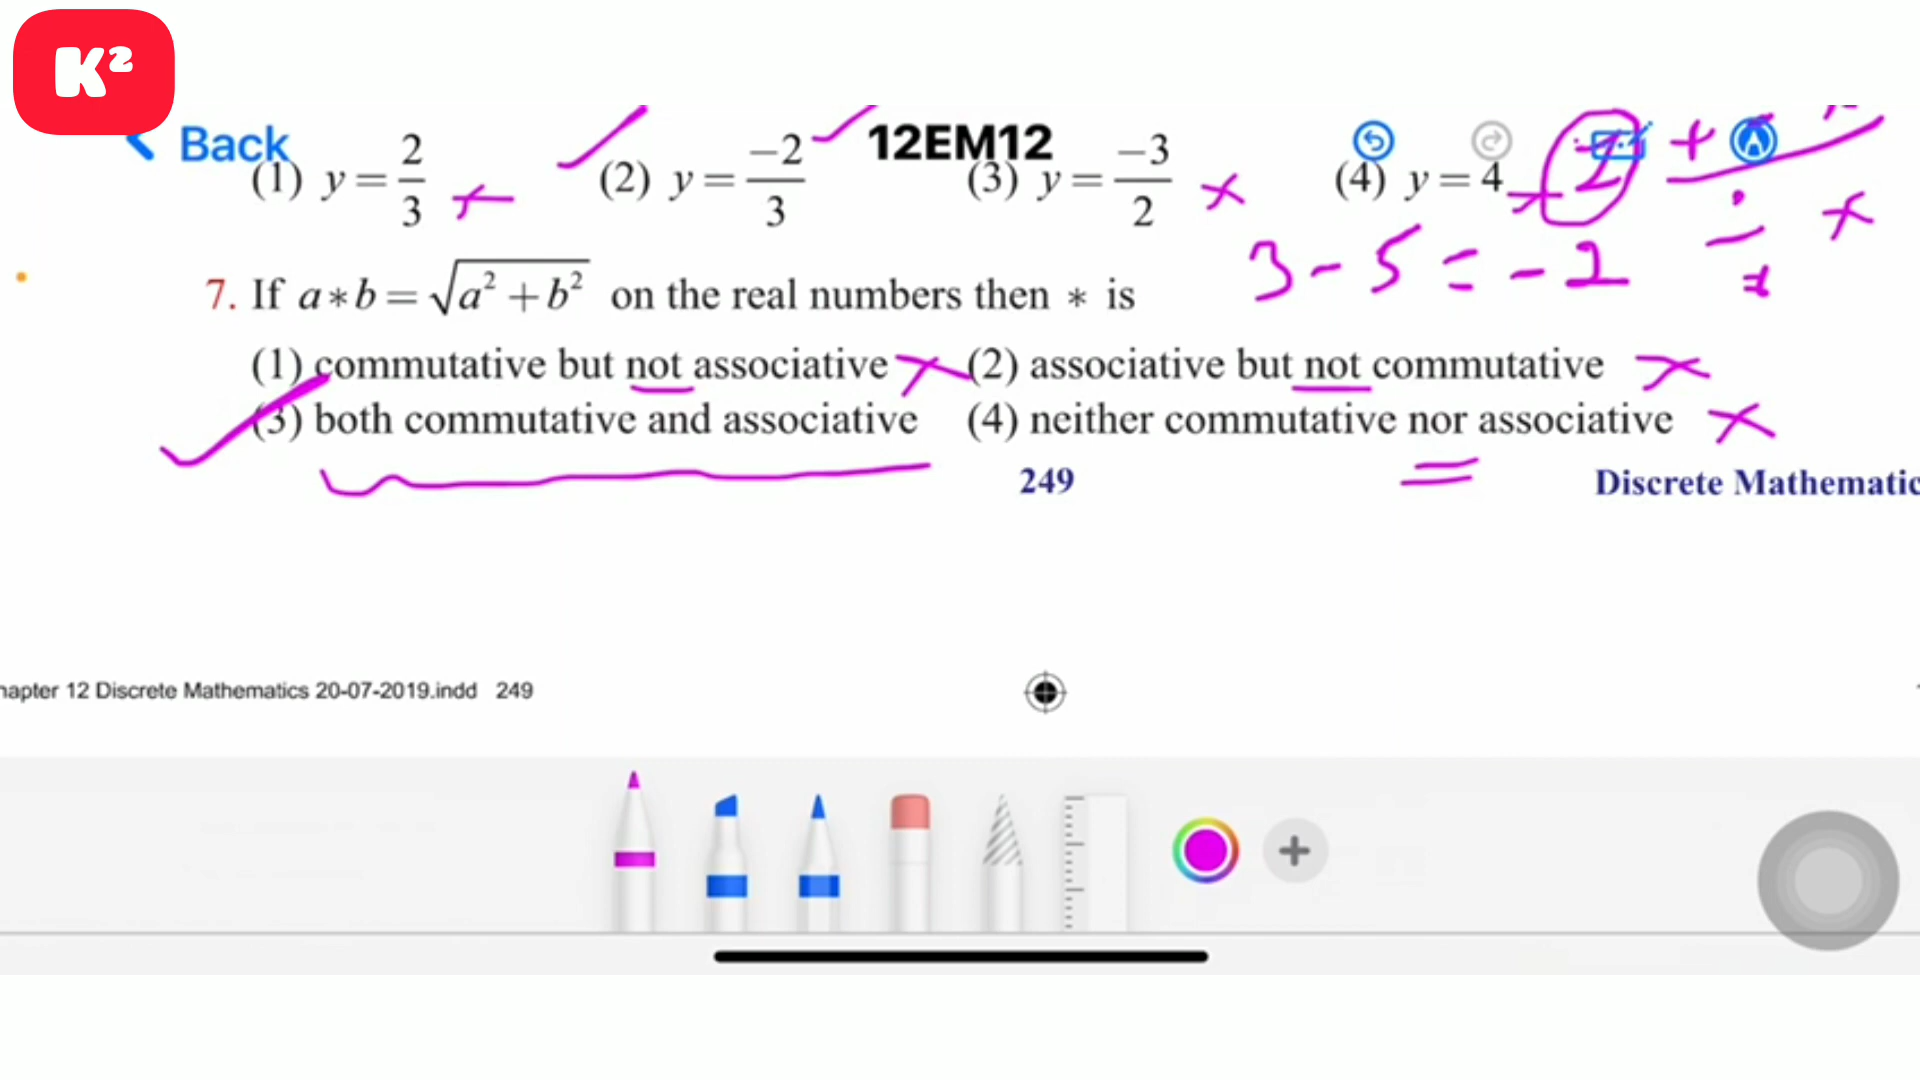 K²
Back
12EM12
(1) y = 2/3 (2) y = -2/3 (3) y = -3/2 (4) y = 4
3 - 5 = - 2
7. If a * b = √(a² + b²) on the real numbers then * is
(1) commutative but not associative (2) associative but not commutative
(3) both commutative and associative (4) neither commutative nor associative
249 Discrete Mathematic
hapter 12 Discrete Mathematics 20-07-2019.indd 249